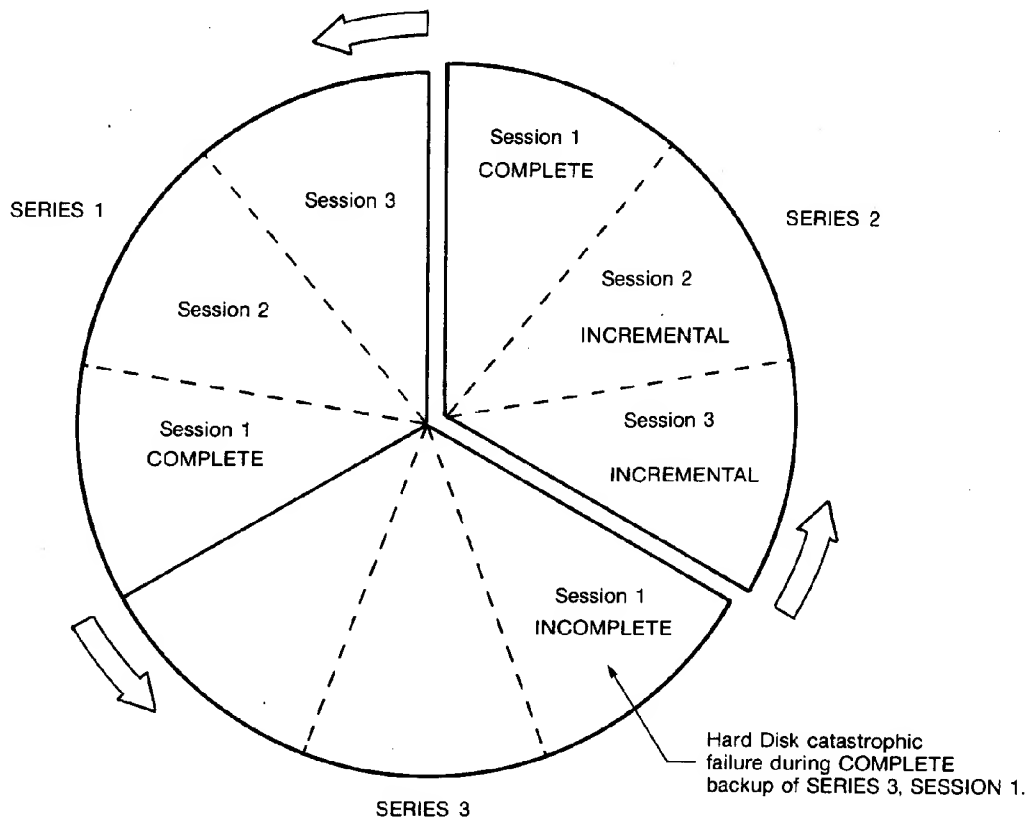 SERIES 1
Session 3
Session 2
Session 1
COMPLETE
Session 1
COMPLETE
SERIES 2
Session 2
INCREMENTAL
Session 3
INCREMENTAL
Session 1
INCOMPLETE
Hard Disk catastrophic
failure during COMPLETE
backup of SERIES 3, SESSION 1.
SERIES 3